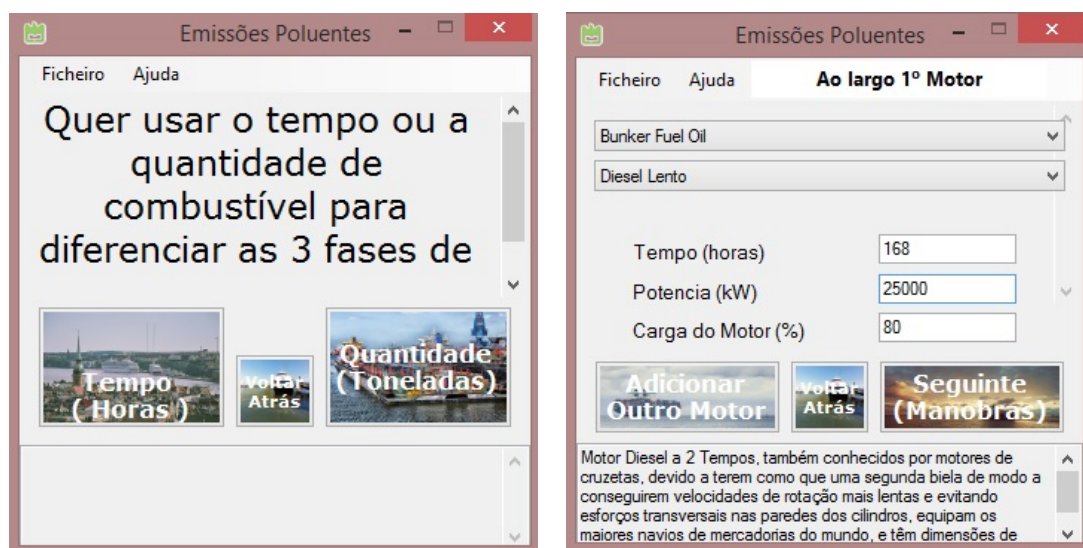 Emissões Poluentes
Ficheiro Ajuda
Quer usar o tempo ou a
quantidade de
combustível para
diferenciar as 3 fases de
Tempo
( Horas )
Voltar
Atrás
Quantidade
(Toneladas)
Emissões Poluentes
Ficheiro Ajuda Ao largo 1º Motor
Bunker Fuel Oil
Diesel Lento
Tempo (horas) 168
Potencia (kW) 25000
Carga do Motor (%) 80
Adicionar
Outro Motor
Voltar
Atrás
Seguinte
(Manobras)
Motor Diesel a 2 Tempos, também conhecidos por motores de
cruzetas, devido a terem como que uma segunda biela de modo a
conseguirem velocidades de rotação mais lentas e evitando
esforços transversais nas paredes dos cilindros, equipam os
maiores navios de mercadorias do mundo, e têm dimensões de